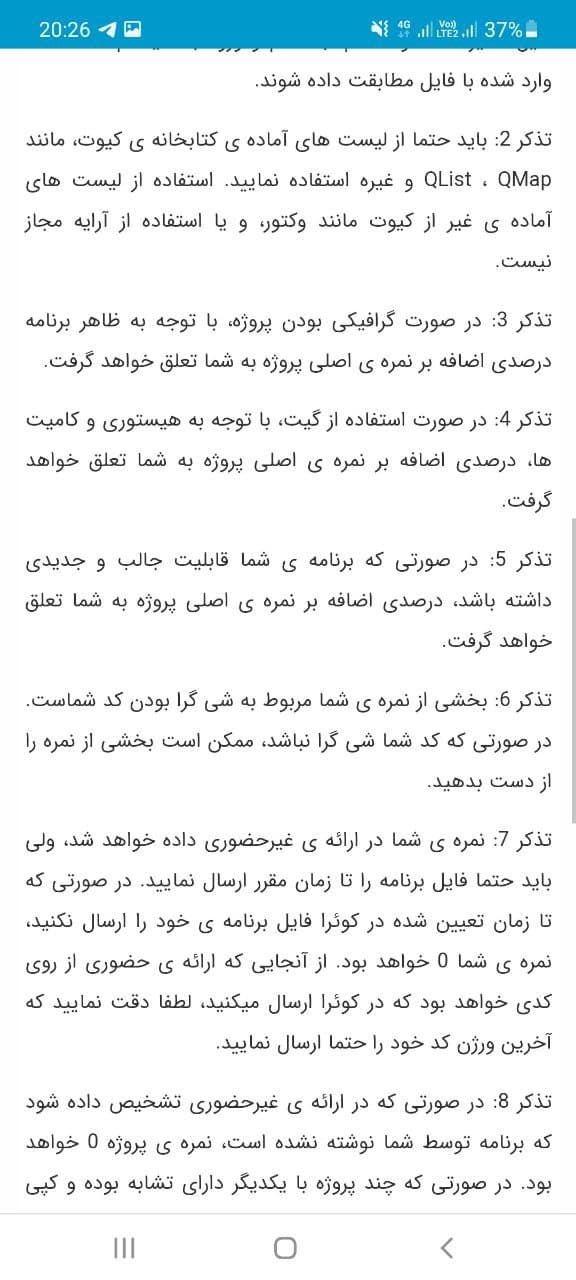 20:26
4G Vo)) LTE2 37%
وارد شده با فایل مطابقت داده شوند.
تذکر 2: باید حتما از لیست های آماده ی کتابخانه ی کیوت، مانند
QMap ، QList و غیره استفاده نمایید. استفاده از لیست های
آماده ی غیر از کیوت مانند وکتور، و یا استفاده از آرایه مجاز
نیست.
تذکر 3: در صورت گرافیکی بودن پروژه، با توجه به ظاهر برنامه
درصدی اضافه بر نمره ی اصلی پروژه به شما تعلق خواهد گرفت.
تذکر 4: در صورت استفاده از گیت، با توجه به هیستوری و کامیت
ها، درصدی اضافه بر نمره ی اصلی پروژه به شما تعلق خواهد
گرفت.
تذکر 5: در صورتی که برنامه ی شما قابلیت جالب و جدیدی
داشته باشد، درصدی اضافه بر نمره ی اصلی پروژه به شما تعلق
خواهد گرفت.
تذکر 6: بخشی از نمره ی شما مربوط به شی گرا بودن کد شماست.
در صورتی که کد شما شی گرا نباشد، ممکن است بخشی از نمره را
از دست بدهید.
تذکر 7: نمره ی شما در ارائه ی غیرحضوری داده خواهد شد، ولی
باید حتما فایل برنامه را تا زمان مقرر ارسال نمایید. در صورتی که
تا زمان تعیین شده در کوئرا فایل برنامه ی خود را ارسال نکنید،
نمره ی شما 0 خواهد بود. از آنجایی که ارائه ی حضوری از روی
کدی خواهد بود که در کوئرا ارسال میکنید، لطفا دقت نمایید که
آخرین ورژن کد خود را حتما ارسال نمایید.
تذکر 8: در صورتی که در ارائه ی غیرحضوری تشخیص داده شود
که برنامه توسط شما نوشته نشده است، نمره ی پروژه 0 خواهد
بود. در صورتی که چند پروژه با یکدیگر دارای تشابه بوده و کپی